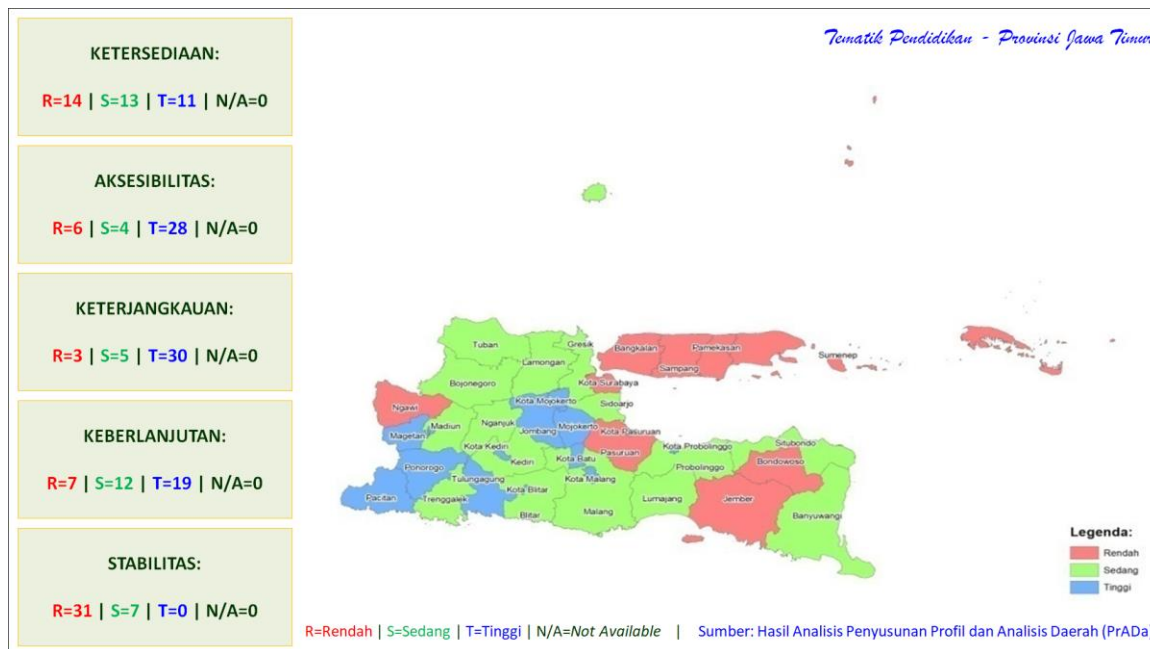 KETERSEDIAAN:
R=14 | S=13 | T=11 | N/A=0
AKSESIBILITAS:
R=6 | S=4 | T=28 | N/A=0
KETERJANGKAUAN:
R=3 | S=5 | T=30 | N/A=0
KEBERLANJUTAN:
R=7 | S=12 | T=19 | N/A=0
STABILITAS:
R=31 | S=7 | T=0 | N/A=0
Tematik Pendidikan - Provinsi Jawa Timur
Tuban
Gresik
Lamongan
Bangkalan
Pamekasan
Sampang
Sumenep
Bojonegoro
Kota Surabaya
Ngawi
Kota Mojokerto
Sidoarjo
Madiun
Nganjuk
Jombang
Mojokerto
Kota Pasuruan
Magetan
Kota Kediri
Kota Batu
Pasuruan
Kota Probolinggo
Situbondo
Ponorogo
Kediri
Probolinggo
Bondowoso
Tulungagung
Kota Blitar
Kota Malang
Pacitan
Trenggalek
Blitar
Malang
Lumajang
Jember
Banyuwangi
Legenda:
Rendah
Sedang
Tinggi
R=Rendah | S=Sedang | T=Tinggi | N/A=Not Available | Sumber: Hasil Analisis Penyusunan Profil dan Analisis Daerah (PrADa)